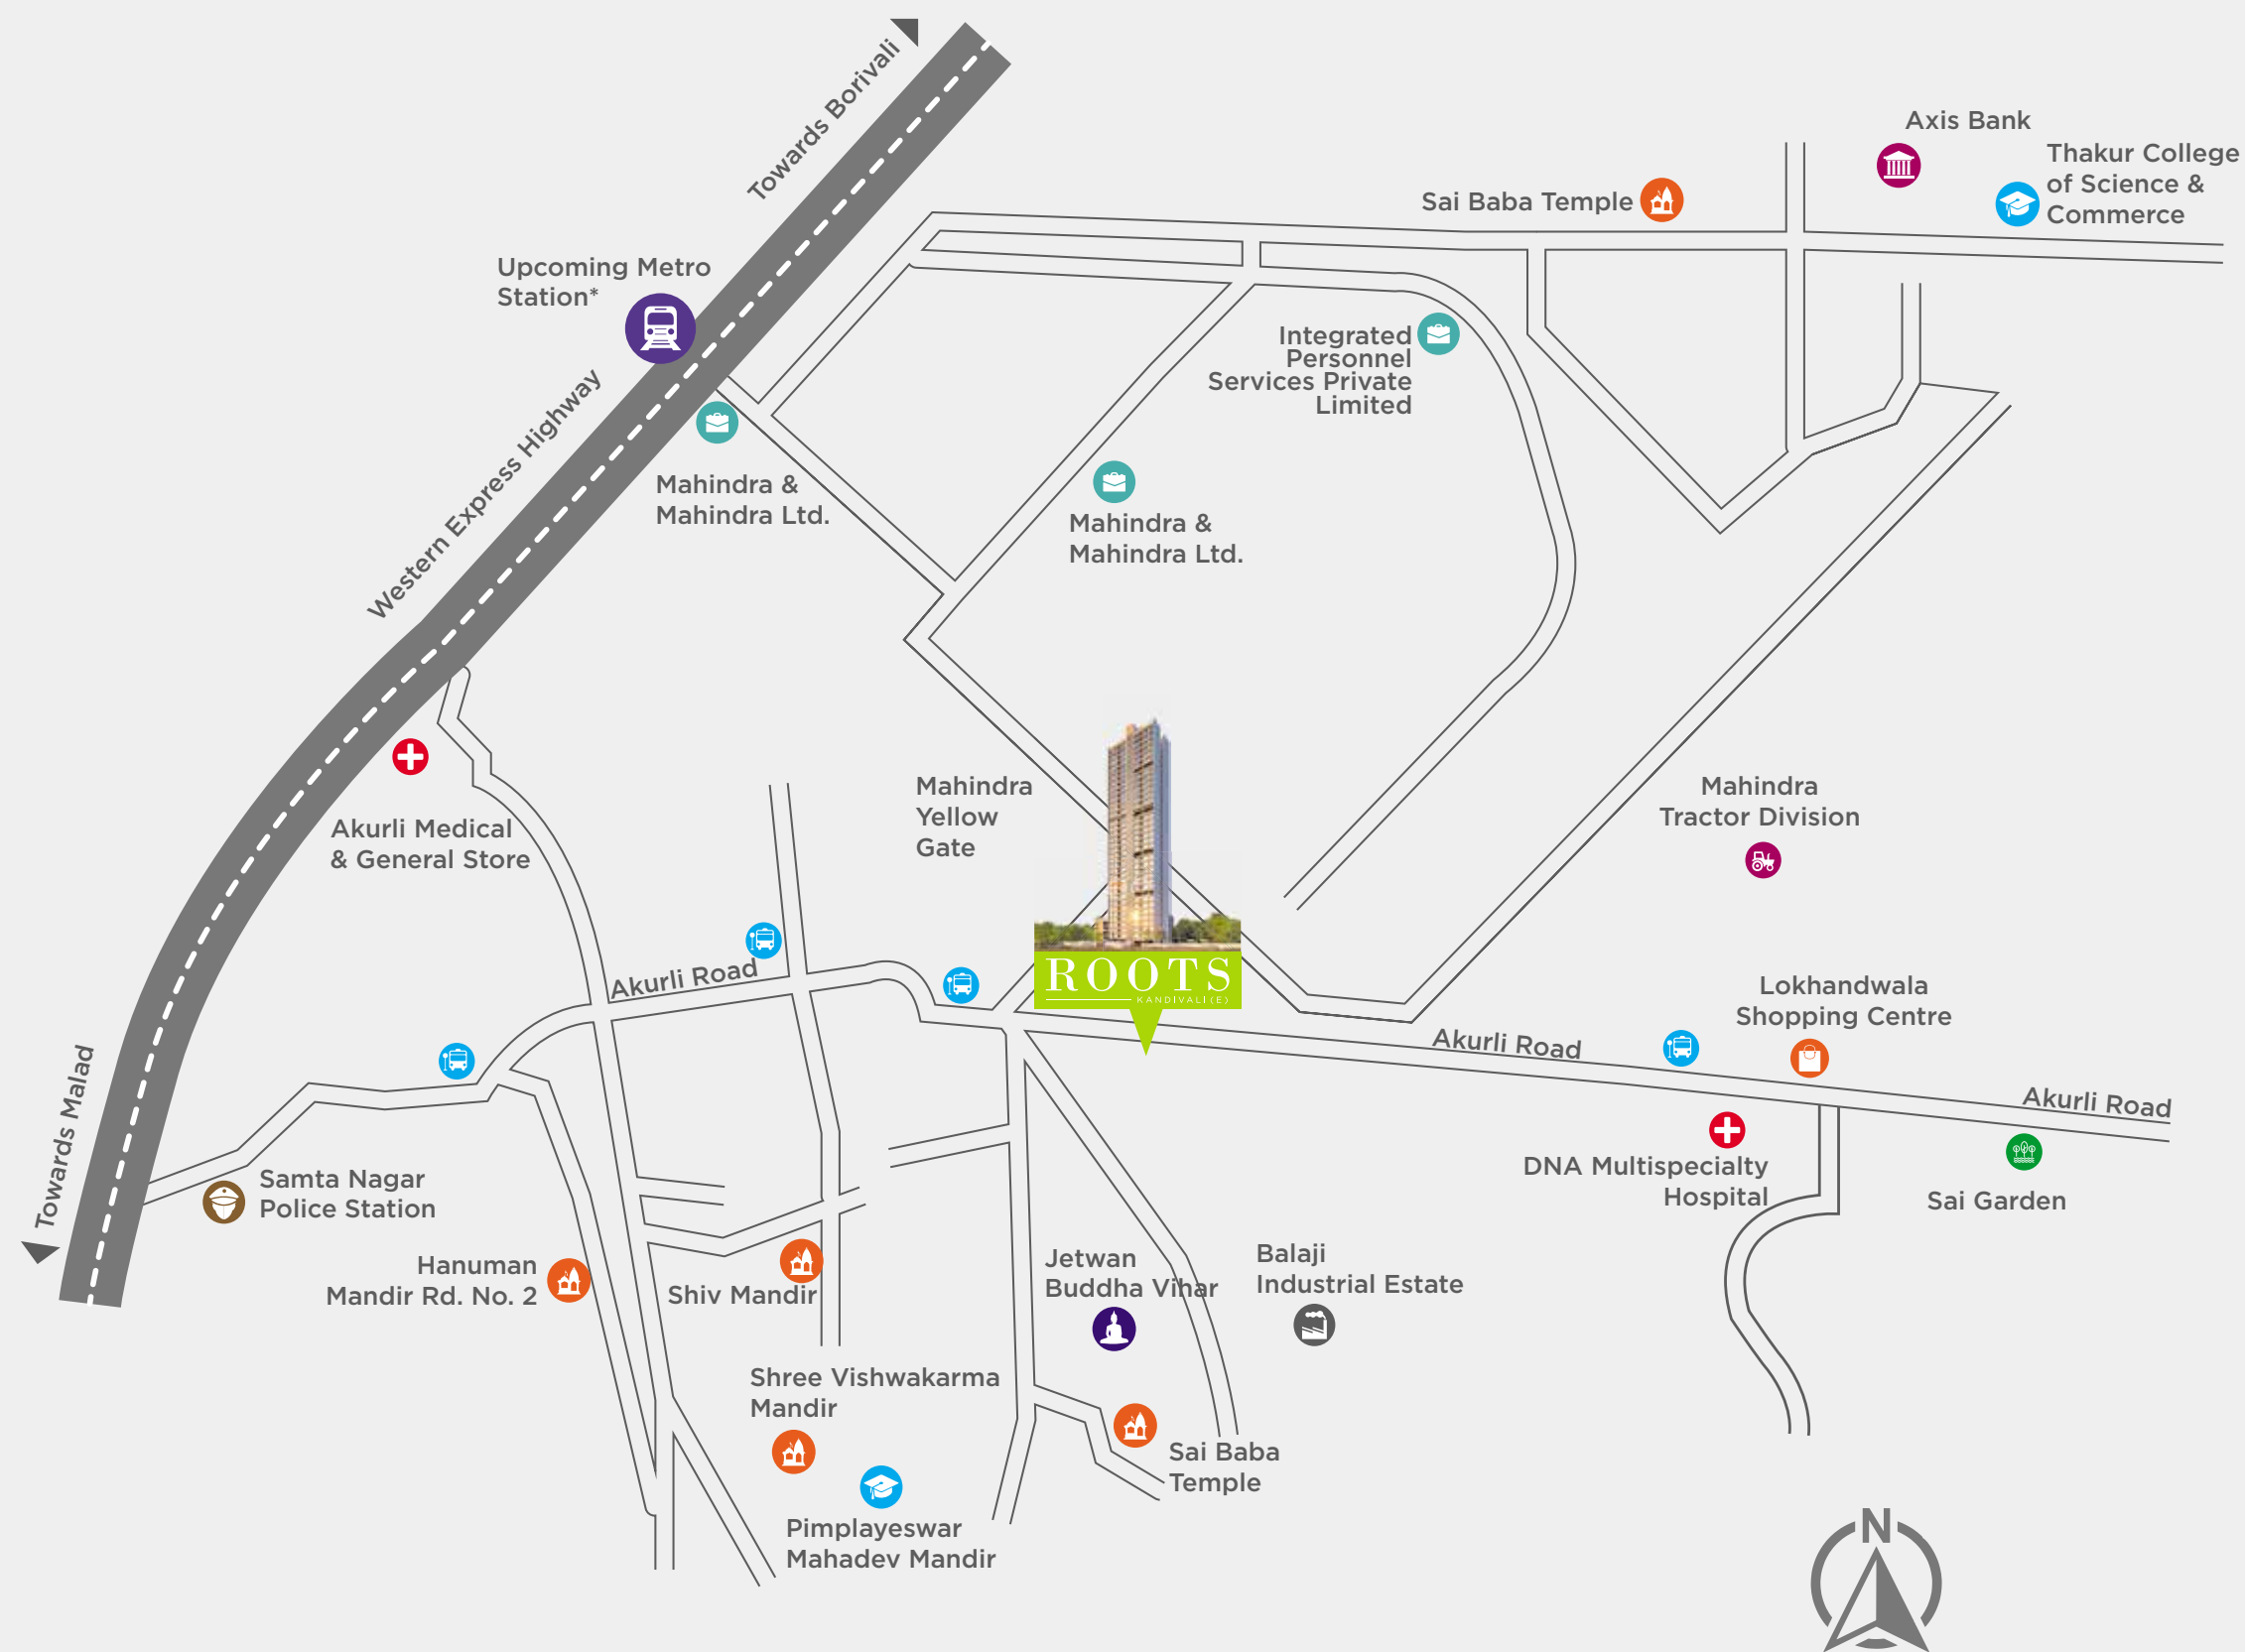 Towards Borivali
Axis Bank
Thakur College
of Science &
Commerce
Sai Baba Temple
Upcoming Metro
Station*
Integrated
Personnel
Services Private
Limited
Western Express Highway
Mahindra &
Mahindra Ltd.
Mahindra &
Mahindra Ltd.
Mahindra
Yellow
Gate
Mahindra
Tractor Division
Akurli Medical
& General Store
Akurli Road
ROOTS
KANDIVALI (E)
Lokhandwala
Shopping Centre
Akurli Road
Akurli Road
Towards Malad
Samta Nagar
Police Station
DNA Multispecialty
Hospital
Sai Garden
Hanuman
Mandir Rd. No. 2
Shiv Mandir
Jetwan
Buddha Vihar
Balaji
Industrial Estate
Shree Vishwakarma
Mandir
Sai Baba
Temple
Pimplayeswar
Mahadev Mandir
N